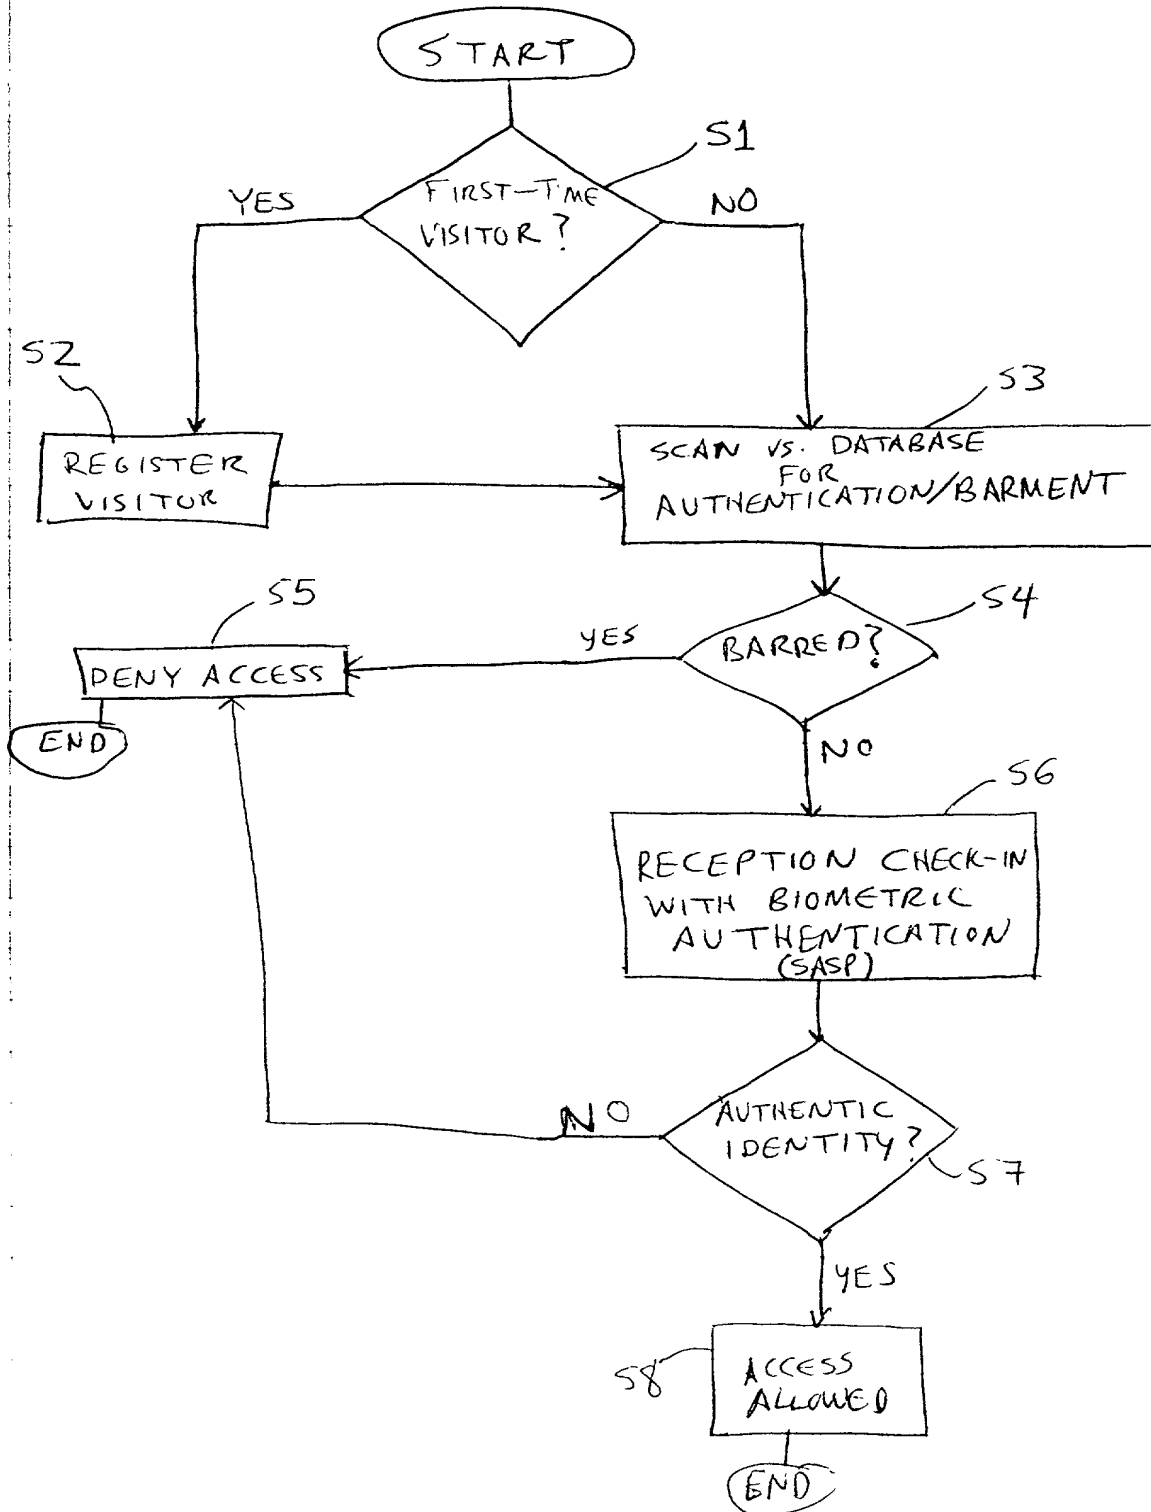 START
S1
FIRST-TIME
VISITOR?
YES
NO
S2
REGISTER
VISITOR
S3
SCAN VS. DATABASE
FOR
AUTHENTICATION/BARMENT
S4
BARRED?
YES
S5
DENY ACCESS
END
NO
S6
RECEPTION CHECK-IN
WITH BIOMETRIC
AUTHENTICATION
(SASP)
AUTHENTIC
IDENTITY?
NO
S7
YES
S8
ACCESS
ALLOWED
END